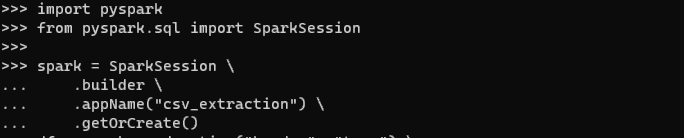 >>> import pyspark
>>> from pyspark.sql import SparkSession
>>>
>>> spark = SparkSession \
...     .builder \
...     .appName("csv_extraction") \
...     .getOrCreate()